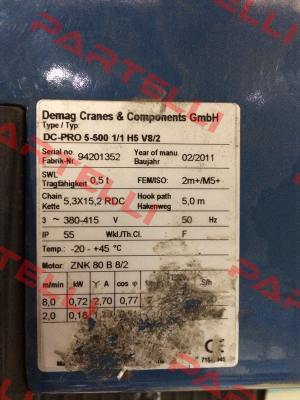 PARTELLI
Demag Cranes & Components GmbH
Type / Typ:
DC-PRO 5-500 1/1 H5 V8/2
Serial no. 94201352 Year of manu. 02/2011
Fabrik-Nr. Baujahr
SWL 0,5 t FEM/ISO: 2m+/M5+
Tragfähigkeit
Chain 5,3X15,2 RDC Hook path 5,0 m
Kette Hakenweg
3 ~ 380-415 V 50 Hz
IP 55 Wki./Th.Cl. F
Temp: -20 - +45°C
Motor: ZNK 80 B 8/2
m/min kW A cos φ S/h
8,0 0,72 2,70 0,77
2,0 0,18
CE